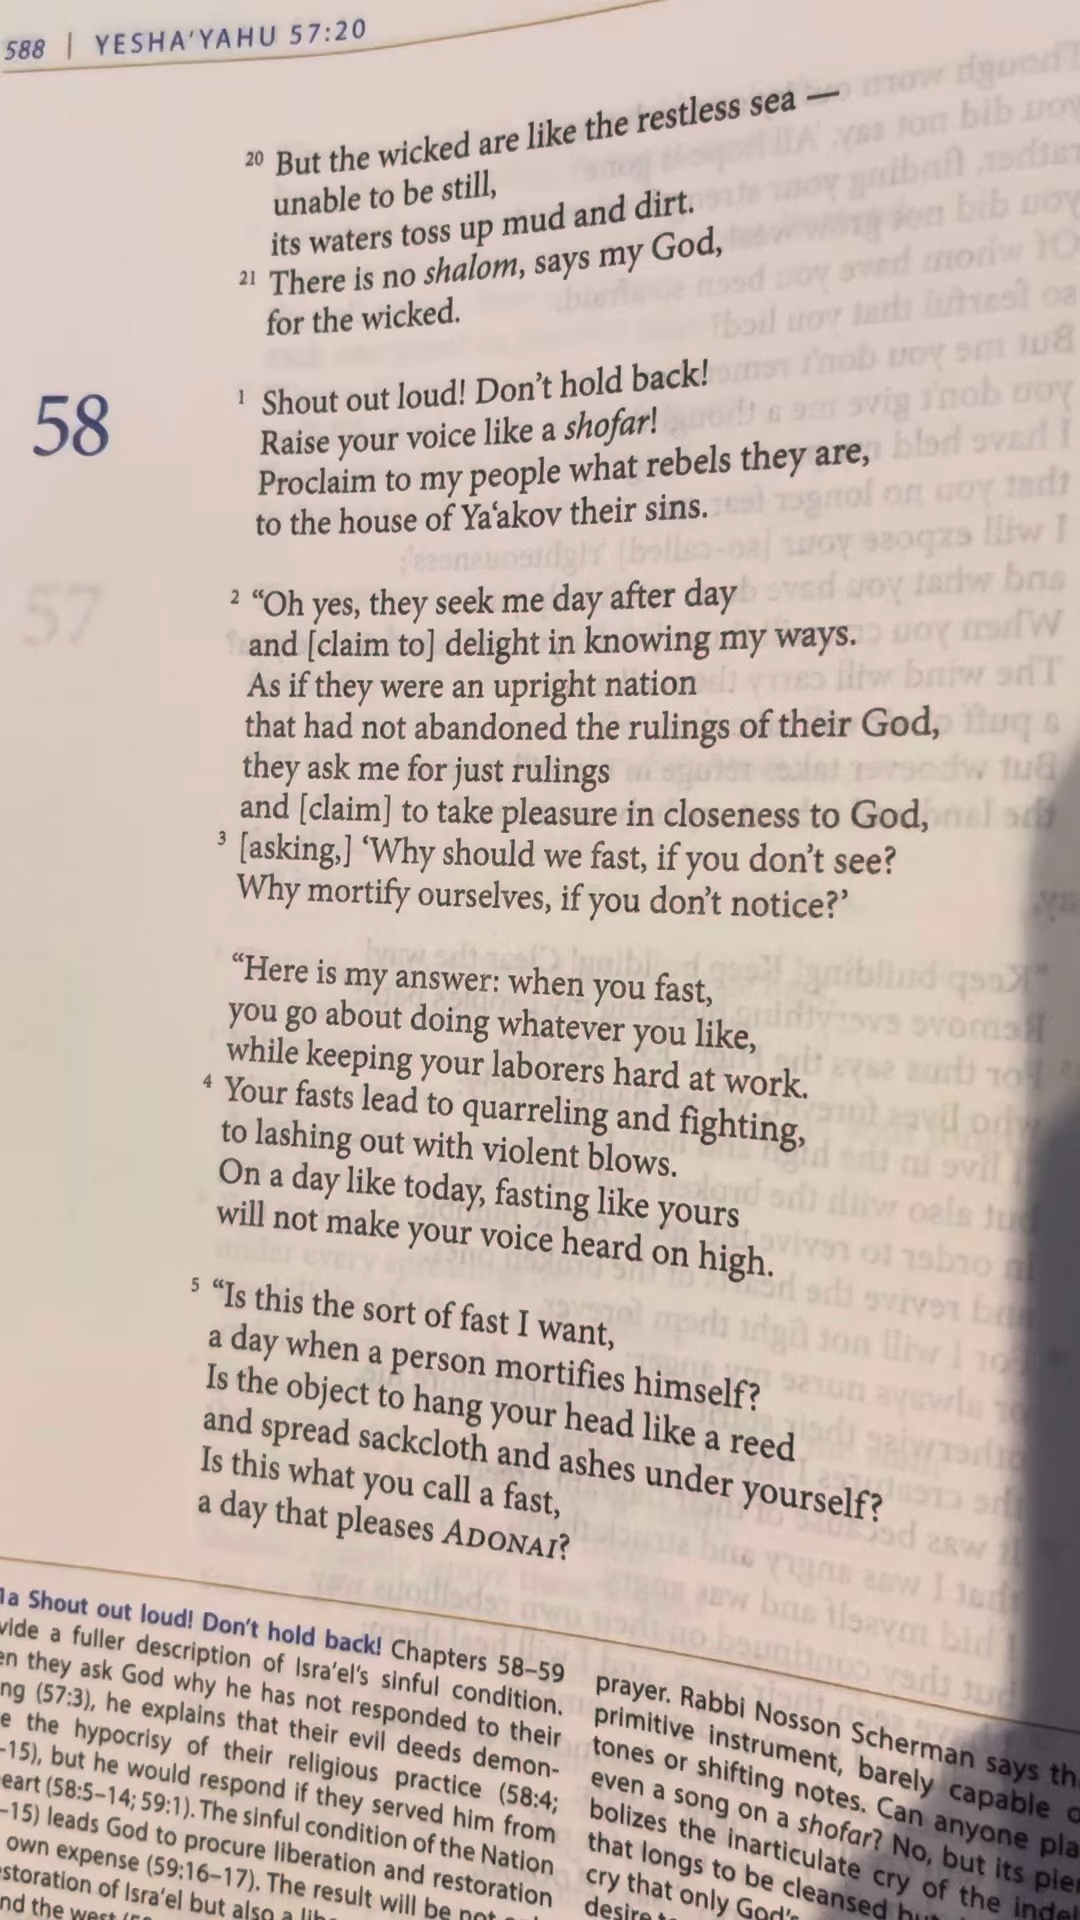 588 | YESHA'YAHU 57:20
20 But the wicked are like the restless sea —
unable to be still,
its waters toss up mud and dirt.
21 There is no shalom, says my God,
for the wicked.
58
1 Shout out loud! Don't hold back!
Raise your voice like a shofar!
Proclaim to my people what rebels they are,
to the house of Ya‘akov their sins.
2 “Oh yes, they seek me day after day
and [claim to] delight in knowing my ways.
As if they were an upright nation
that had not abandoned the rulings of their God,
they ask me for just rulings
and [claim] to take pleasure in closeness to God,
3 [asking,] ‘Why should we fast, if you don’t see?
Why mortify ourselves, if you don’t notice?’
“Here is my answer: when you fast,
you go about doing whatever you like,
while keeping your laborers hard at work.
4 Your fasts lead to quarreling and fighting,
to lashing out with violent blows.
On a day like today, fasting like yours
will not make your voice heard on high.
5 “Is this the sort of fast I want,
a day when a person mortifies himself?
Is the object to hang your head like a reed
and spread sackcloth and ashes under yourself?
Is this what you call a fast,
a day that pleases ADONAI?
1a Shout out loud! Don’t hold back! Chapters 58–59
vide a fuller description of Isra’el’s sinful condition.
en they ask God why he has not responded to their
ng (57:3), he explains that their evil deeds demon-
e the hypocrisy of their religious practice (58:4;
–15), but he would respond if they served him from
eart (58:5–14; 59:1). The sinful condition of the Nation
–15) leads God to procure liberation and restoration
own expense (59:16–17). The result will be not
storation of Isra’el but also a
nd the west
prayer. Rabbi Nosson Scherman says th
primitive instrument, barely capable o
tones or shifting notes. Can anyone pla
even a song on a shofar? No, but its pier
bolizes the inarticulate cry of the indel
that longs to be cleansed
cry that only God’s
desire